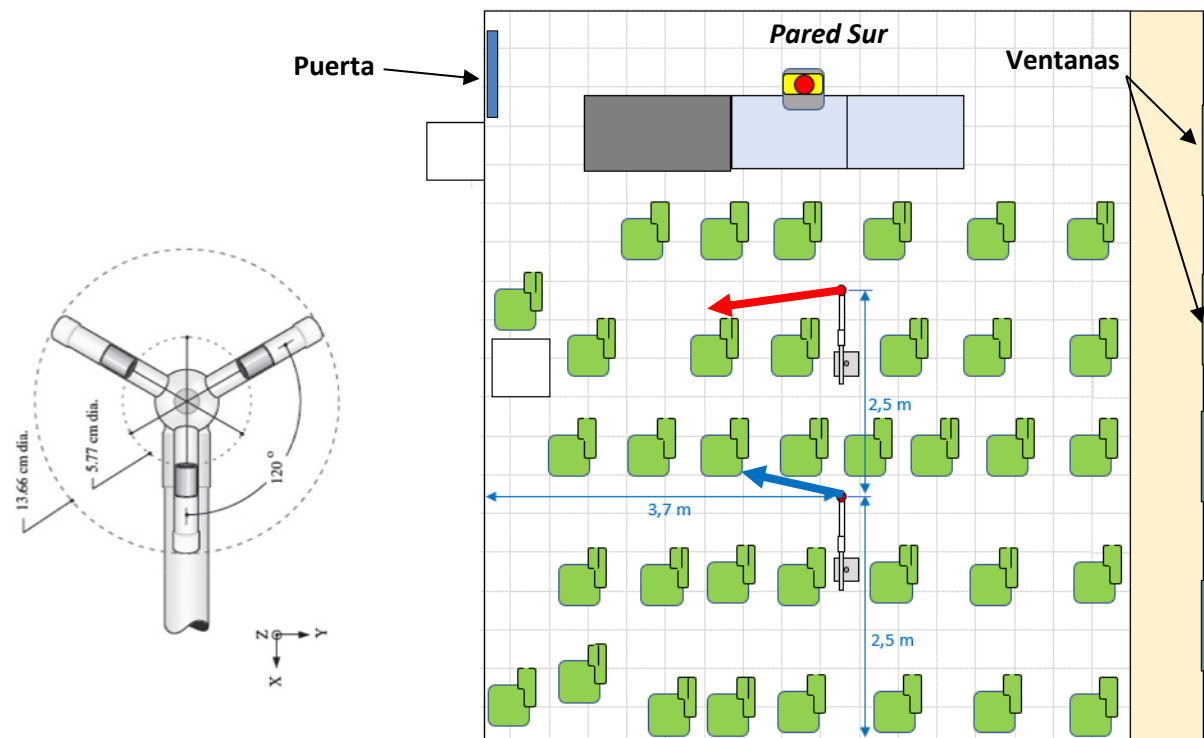 Pared Sur
Puerta
Ventanas
2,5 m
3,7 m
2,5 m
13.66 cm dia.
5.77 cm dia.
120°
Z
Y
X